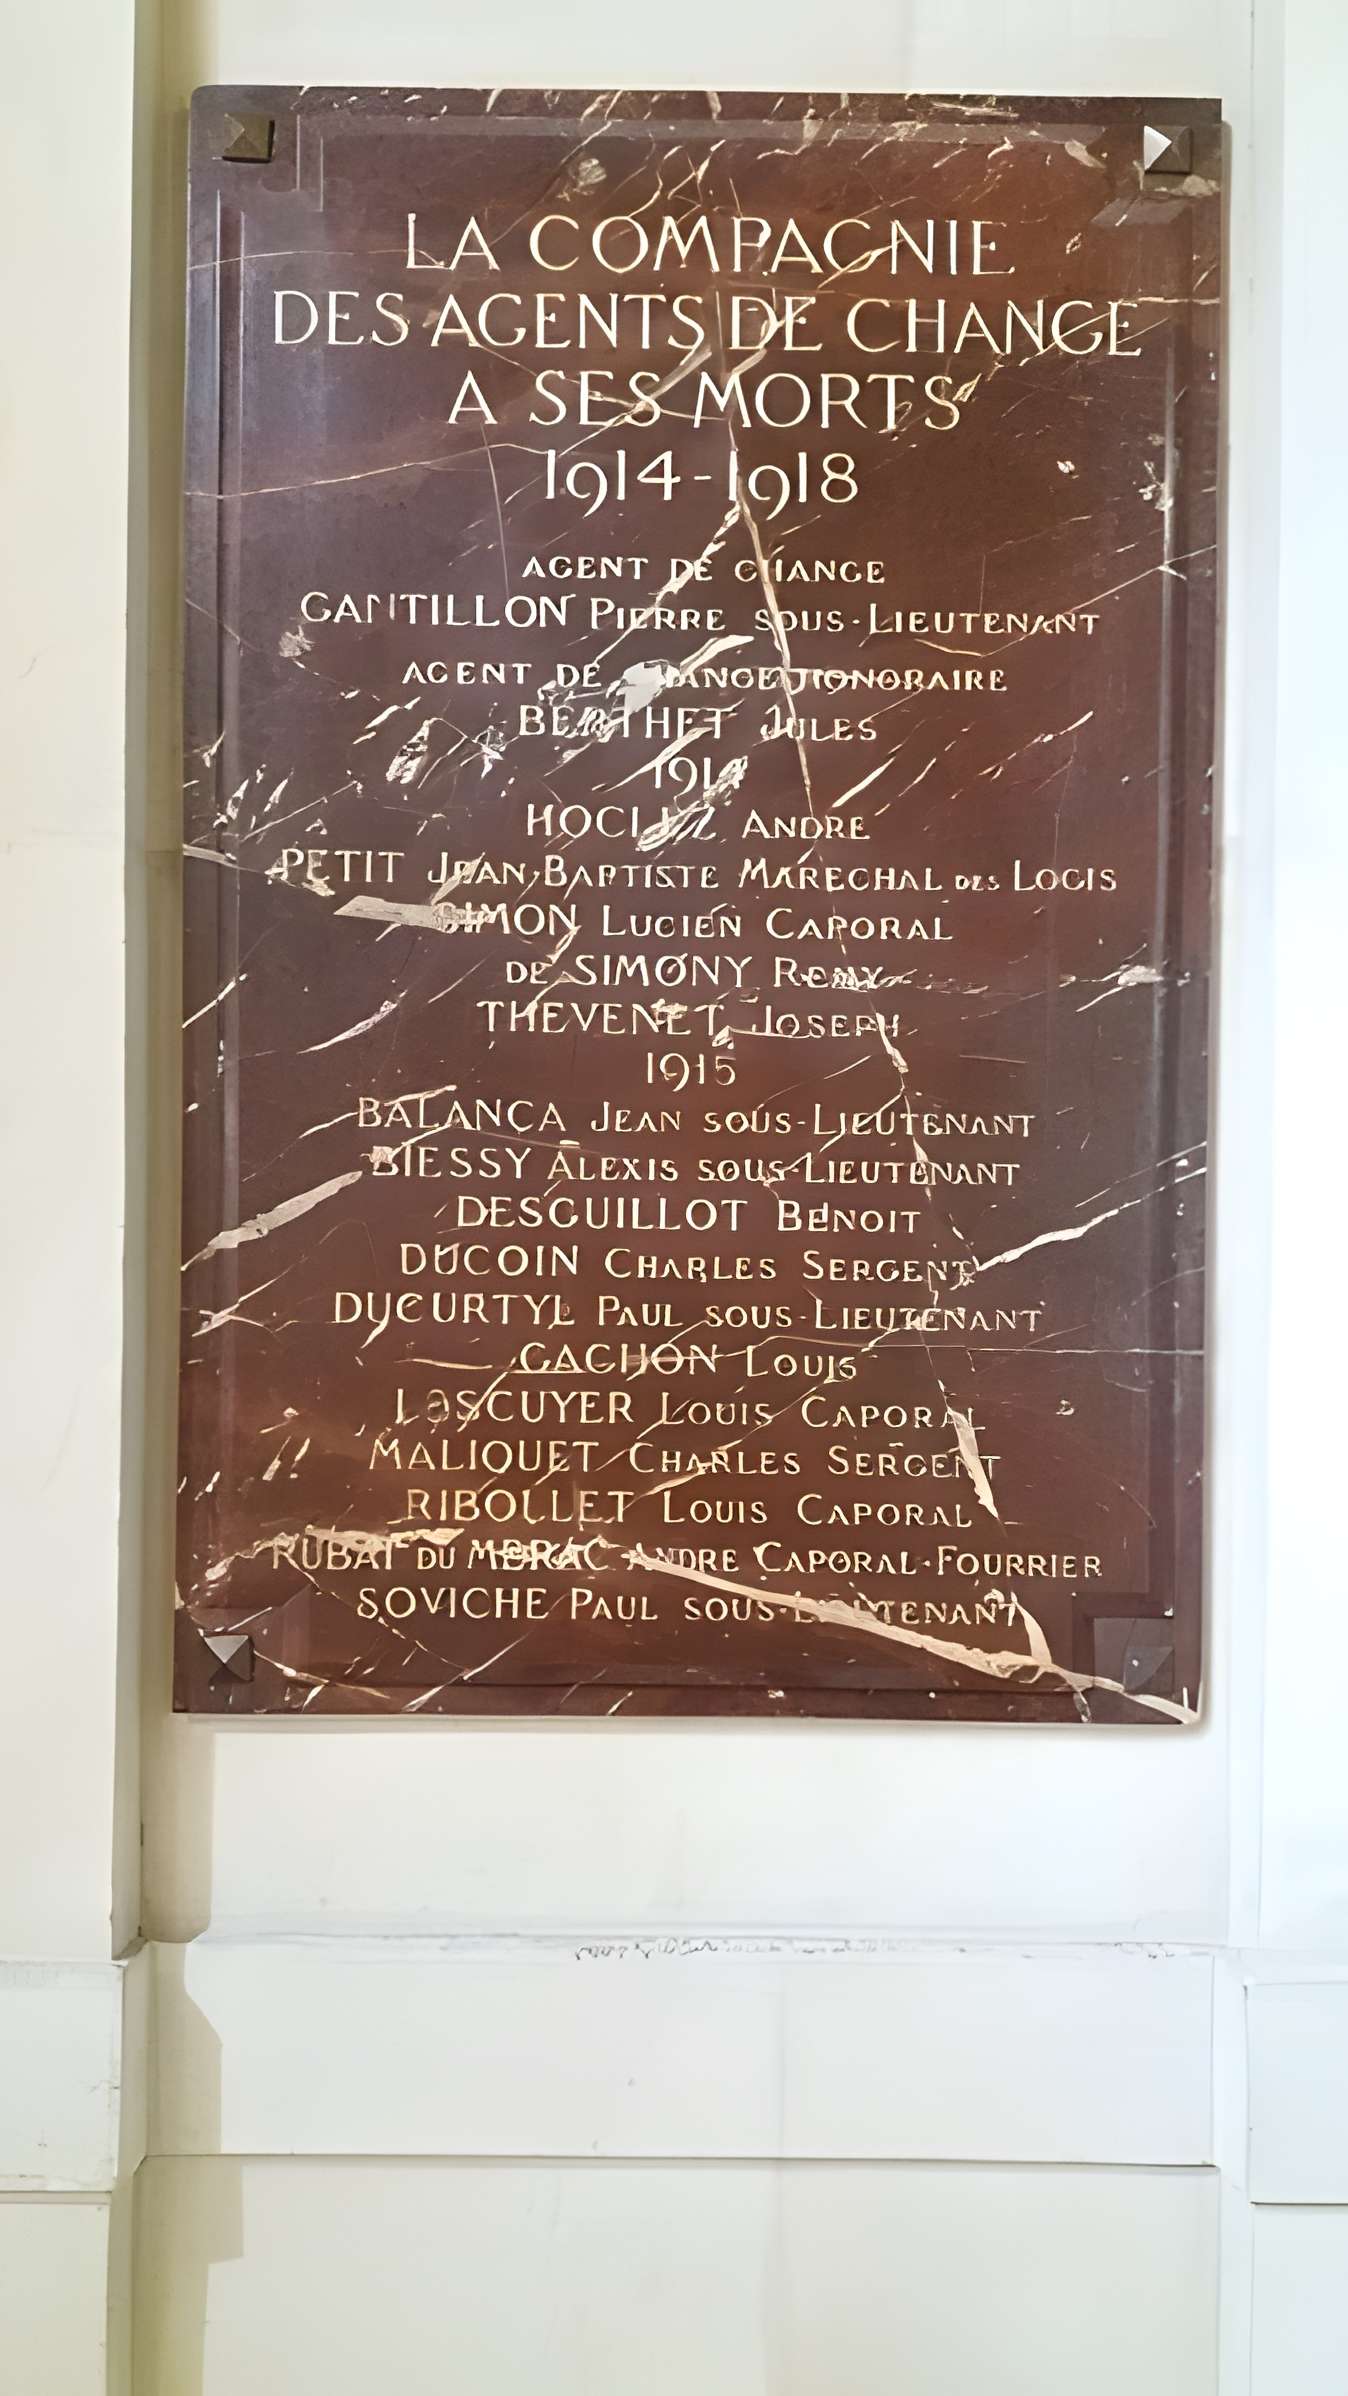 LA COMPAGNIE
DES AGENTS DE CHANGE
A SES MORTS
1914-1918
AGENT DE CHANGE
CANTILLON PIERRE SOUS-LIEUTENANT
AGENT DE CHANGE HONORAIRE
BERTHET JULES
1914
ANDRE
PETIT JEAN-BAPTISTE MARECHAL DES LOGIS
SIMON LUCIEN CAPORAL
DE SIMONY REMY
THEVENET JOSEPH
1915
BALANÇA JEAN SOUS-LIEUTENANT
BIESSY ALEXIS SOUS-LIEUTENANT
DESGUILLOT BENOIT
DUCOIN CHARLES SERGENT
DUCURTYL PAUL SOUS-LIEUTENANT
GACHON LOUIS
LOUIS CAPORAL
MALIQUET CHARLES SERGENT
RIBOLLET LOUIS CAPORAL
RUBAT DU MERAC ANDRE CAPORAL-FOURRIER
SOVICHE PAUL SOUS-LIEUTENANT